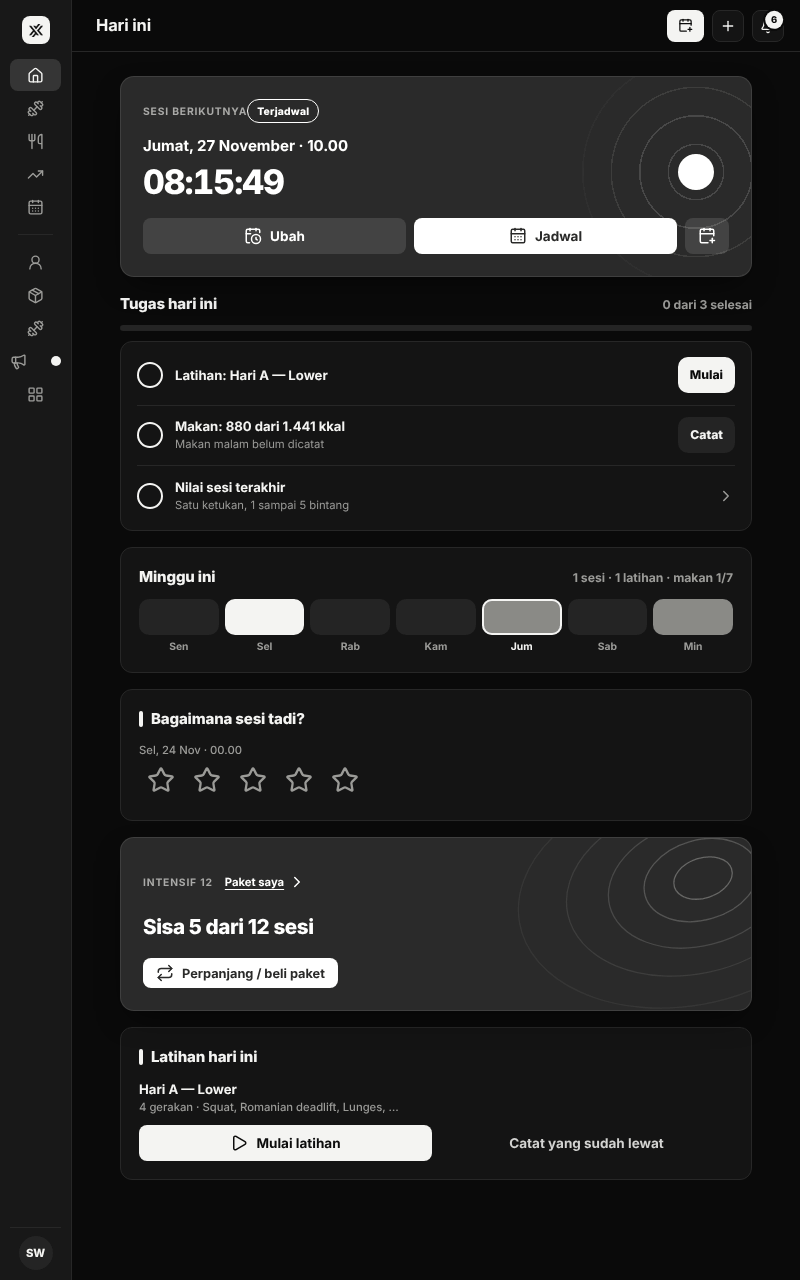 Hari ini
6
SESI BERIKUTNYA Terjadwal
Jumat, 27 November · 10.00
08:15:49
Ubah
Jadwal
Tugas hari ini
0 dari 3 selesai
Latihan: Hari A — Lower
Mulai
Makan: 880 dari 1.441 kkal
Makan malam belum dicatat
Catat
Nilai sesi terakhir
Satu ketukan, 1 sampai 5 bintang
Minggu ini
1 sesi · 1 latihan · makan 1/7
Sen Sel Rab Kam Jum Sab Min
Bagaimana sesi tadi?
Sel, 24 Nov · 00.00
INTENSIF 12 Paket saya
Sisa 5 dari 12 sesi
Perpanjang / beli paket
Latihan hari ini
Hari A — Lower
4 gerakan · Squat, Romanian deadlift, Lunges, ...
Mulai latihan
Catat yang sudah lewat
SW